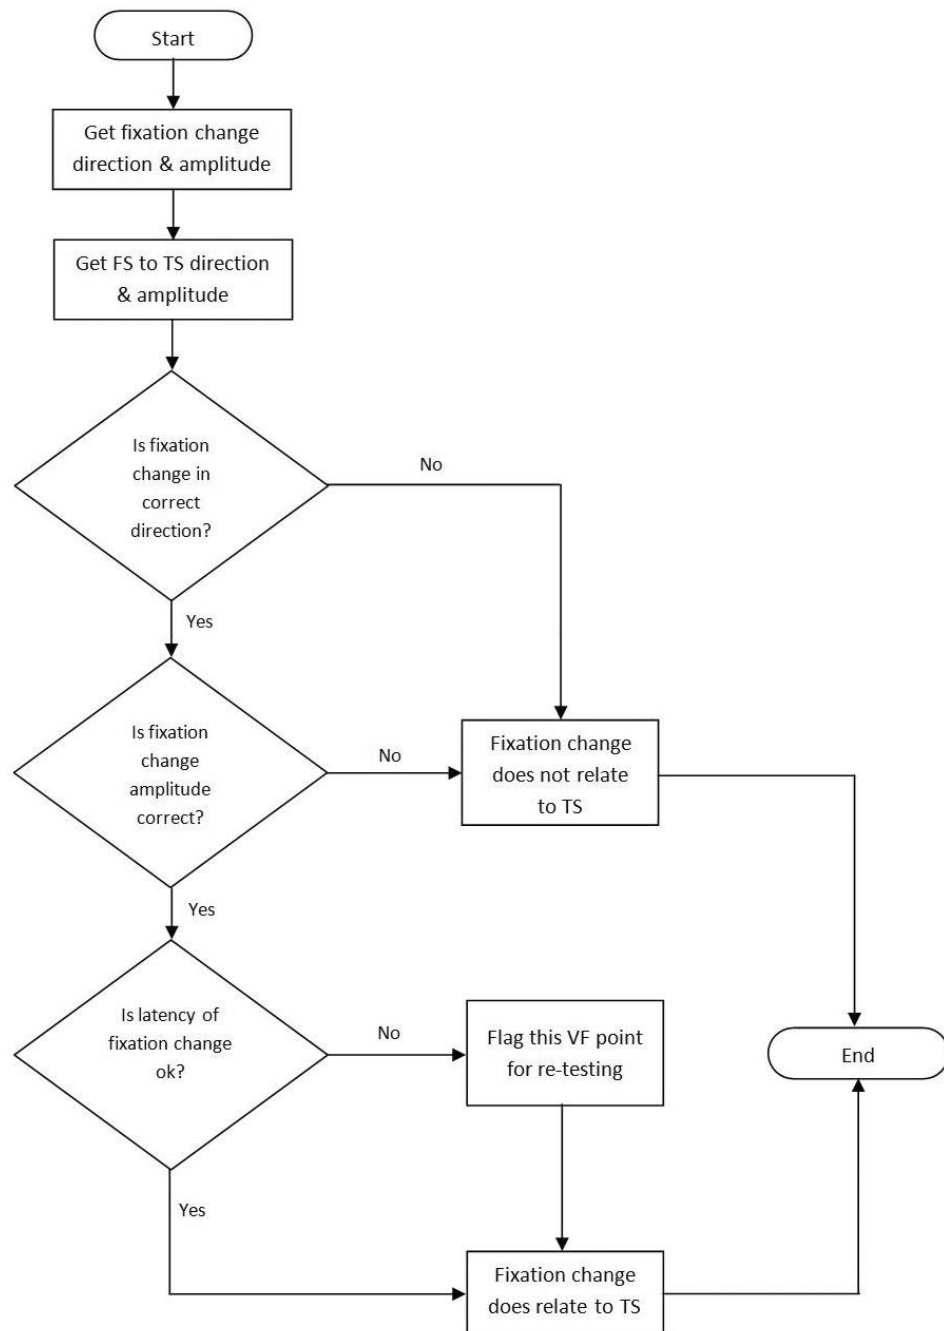 Start
Get fixation change
direction & amplitude
Get FS to TS direction
& amplitude
Is fixation
change in
correct
direction?
No
Yes
Is fixation
change
amplitude
correct?
No
Fixation change
does not relate
to TS
Yes
Is latency of
fixation change
ok?
No
Flag this VF point
for re-testing
End
Yes
Fixation change
does relate to TS